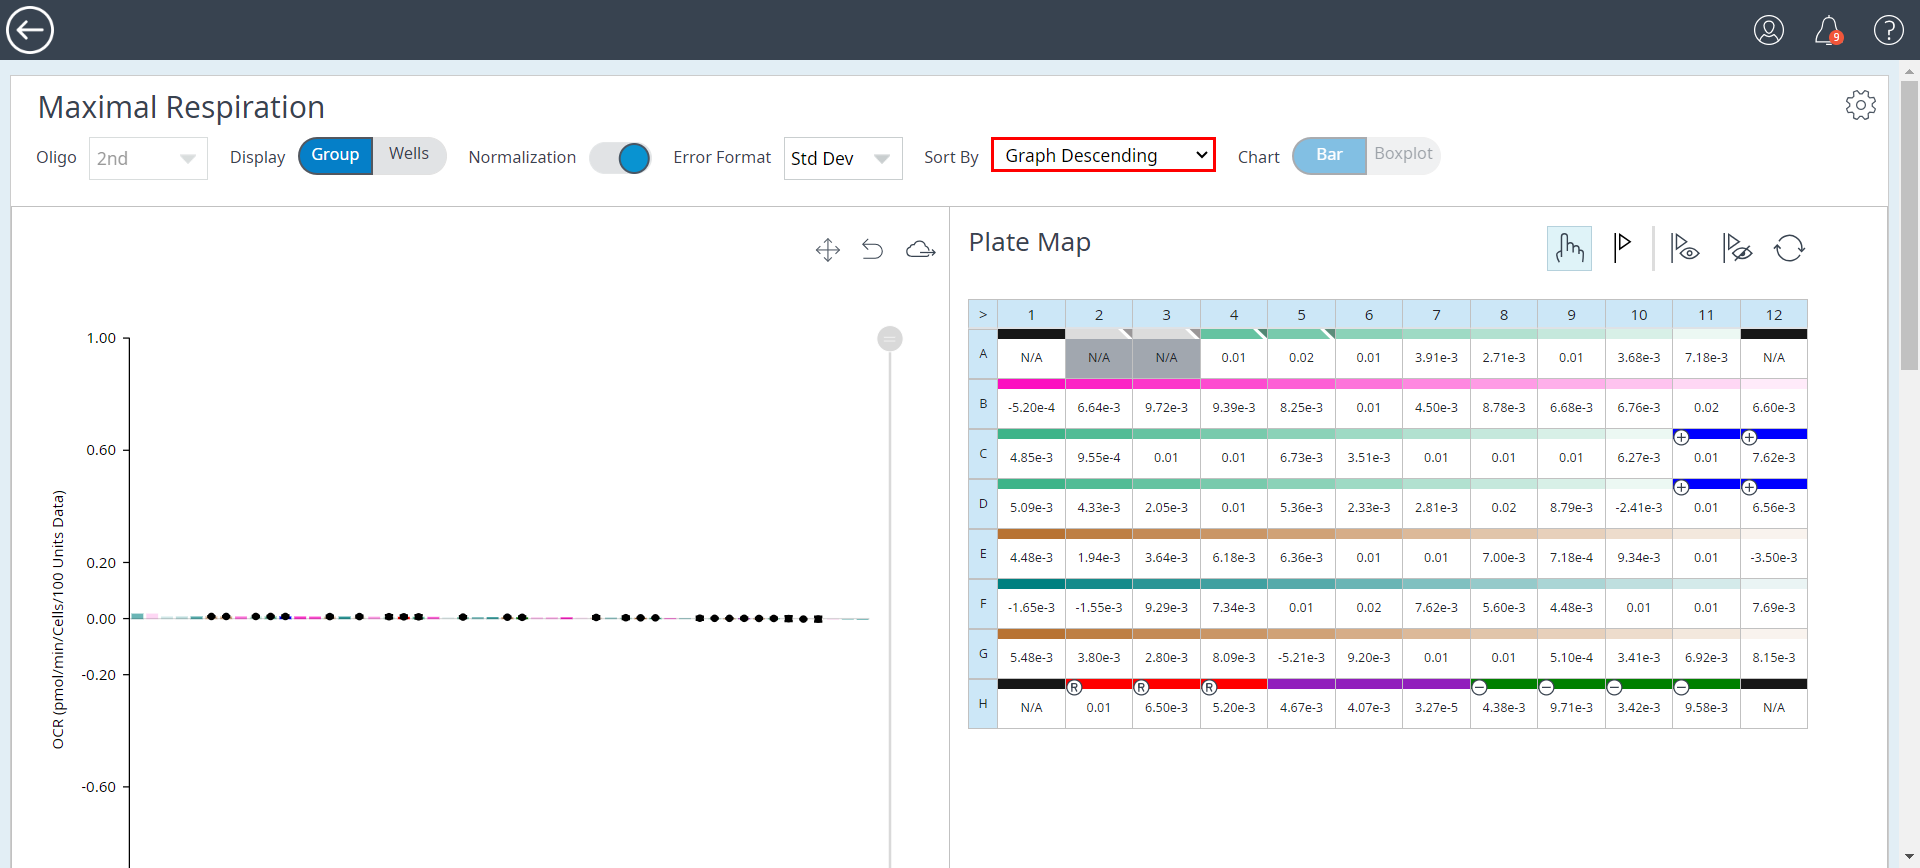 9
?
Maximal Respiration
Oligo 2nd Display Group Wells Normalization Error Format Std Dev Sort By Graph Descending Chart Bar Boxplot
Plate Map
1.00
0.60
0.20
0.00
-0.20
-0.60
OCR (pmol/min/Cells/100 Units Data)
> 1 2 3 4 5 6 7 8 9 10 11 12
A N/A N/A N/A 0.01 0.02 0.01 3.91e-3 2.71e-3 0.01 3.68e-3 7.18e-3 N/A
B -5.20e-4 6.64e-3 9.72e-3 9.39e-3 8.25e-3 0.01 4.50e-3 8.78e-3 6.68e-3 6.76e-3 0.02 6.60e-3
+ +
C 4.85e-3 9.55e-4 0.01 0.01 6.73e-3 3.51e-3 0.01 0.01 0.01 6.27e-3 0.01 7.62e-3
+ +
D 5.09e-3 4.33e-3 2.05e-3 0.01 5.36e-3 2.33e-3 2.81e-3 0.02 8.79e-3 -2.41e-3 0.01 6.56e-3
E 4.48e-3 1.94e-3 3.64e-3 6.18e-3 6.36e-3 0.01 0.01 7.00e-3 7.18e-4 9.34e-3 0.01 -3.50e-3
F -1.65e-3 -1.55e-3 9.29e-3 7.34e-3 0.01 0.02 7.62e-3 5.60e-3 4.48e-3 0.01 0.01 7.69e-3
G 5.48e-3 3.80e-3 2.80e-3 8.09e-3 -5.21e-3 9.20e-3 0.01 0.01 5.10e-4 3.41e-3 6.92e-3 8.15e-3
R R R − − − −
H N/A 0.01 6.50e-3 5.20e-3 4.67e-3 4.07e-3 3.27e-5 4.38e-3 9.71e-3 3.42e-3 9.58e-3 N/A